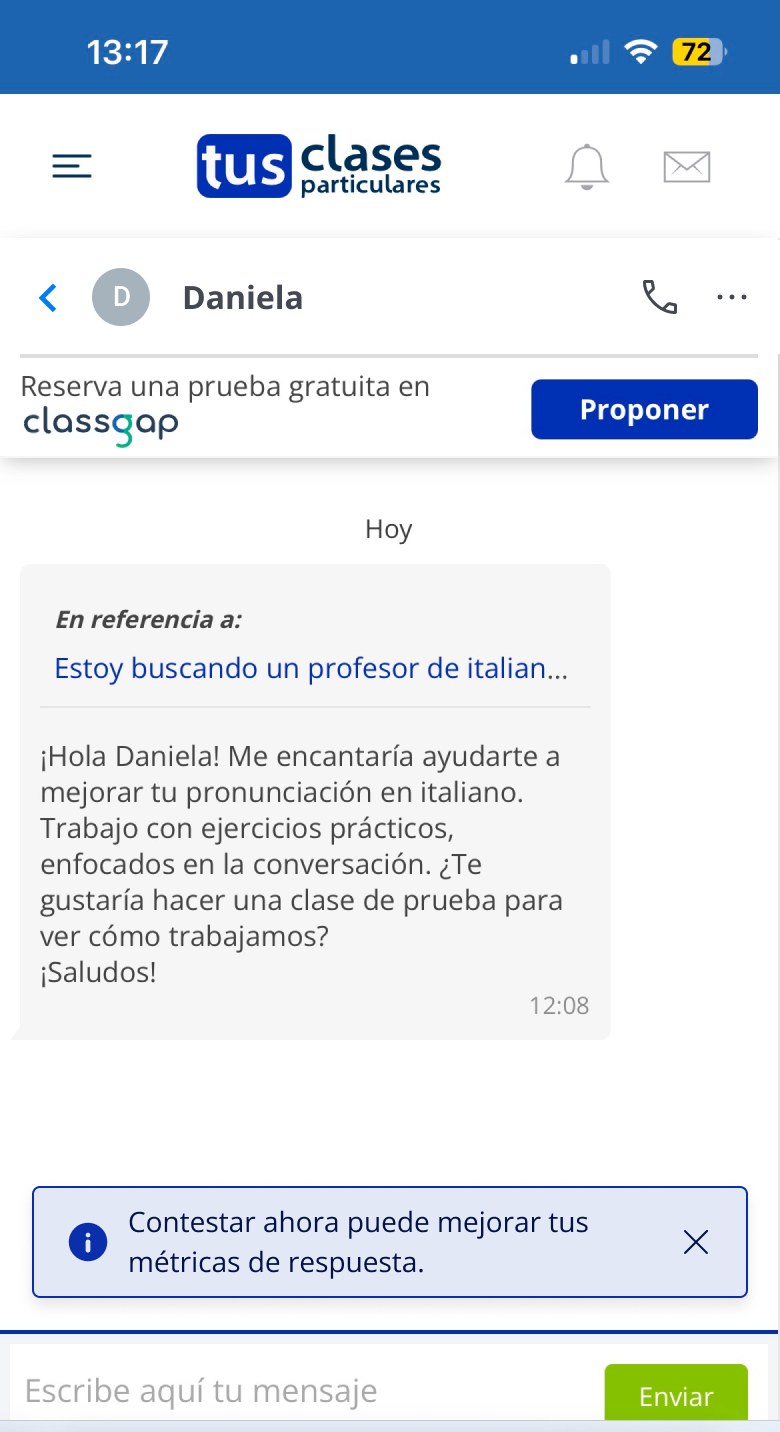 13:17
72
tus clases
particulares
D
Daniela
Reserva una prueba gratuita en
classgap
Proponer
Hoy
En referencia a:
Estoy buscando un profesor de italian...
¡Hola Daniela! Me encantaría ayudarte a
mejorar tu pronunciación en italiano.
Trabajo con ejercicios prácticos,
enfocados en la conversación. ¿Te
gustaría hacer una clase de prueba para
ver cómo trabajamos?
¡Saludos!
12:08
Contestar ahora puede mejorar tus
métricas de respuesta.
Escribe aquí tu mensaje
Enviar